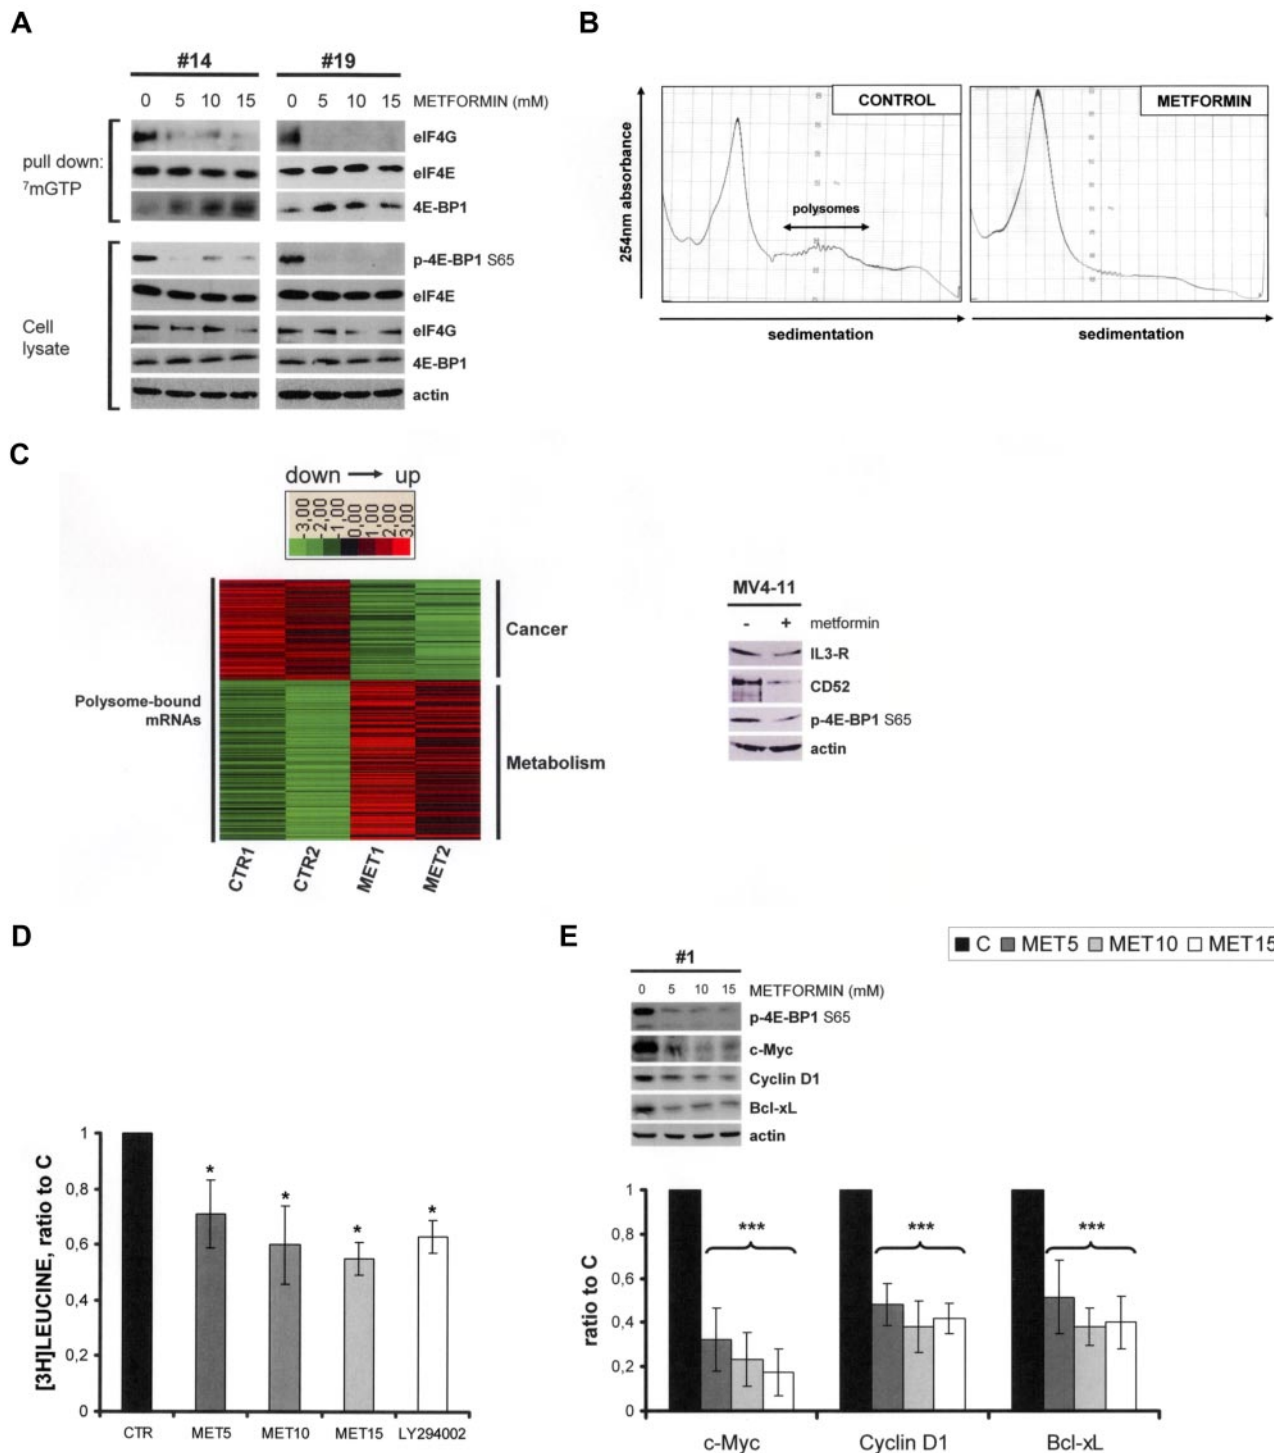 A
#14 #19
0 5 10 15 0 5 10 15 METFORMIN (mM)
pull down:
⁷mGTP
eIF4G
eIF4E
4E-BP1
Cell
lysate
p-4E-BP1 S65
eIF4E
eIF4G
4E-BP1
actin
B
CONTROL METFORMIN
254nm absorbance
polysomes
sedimentation sedimentation
C
down → up
-3,00 -2,00 -1,00 0,00 1,00 2,00 3,00
Polysome-bound
mRNAs
Cancer
Metabolism
CTR1 CTR2 MET1 MET2
MV4-11
- + metformin
IL3-R
CD52
p-4E-BP1 S65
actin
D
[3H]LEUCINE, ratio to C
1
0,8
0,6
0,4
0,2
0
* * * *
CTR MET5 MET10 MET15 LY294002
E
C MET5 MET10 MET15
#1
0 5 10 15 METFORMIN (mM)
p-4E-BP1 S65
c-Myc
Cyclin D1
Bcl-xL
actin
ratio to C
1
0,8
0,6
0,4
0,2
0
*** *** ***
c-Myc Cyclin D1 Bcl-xL